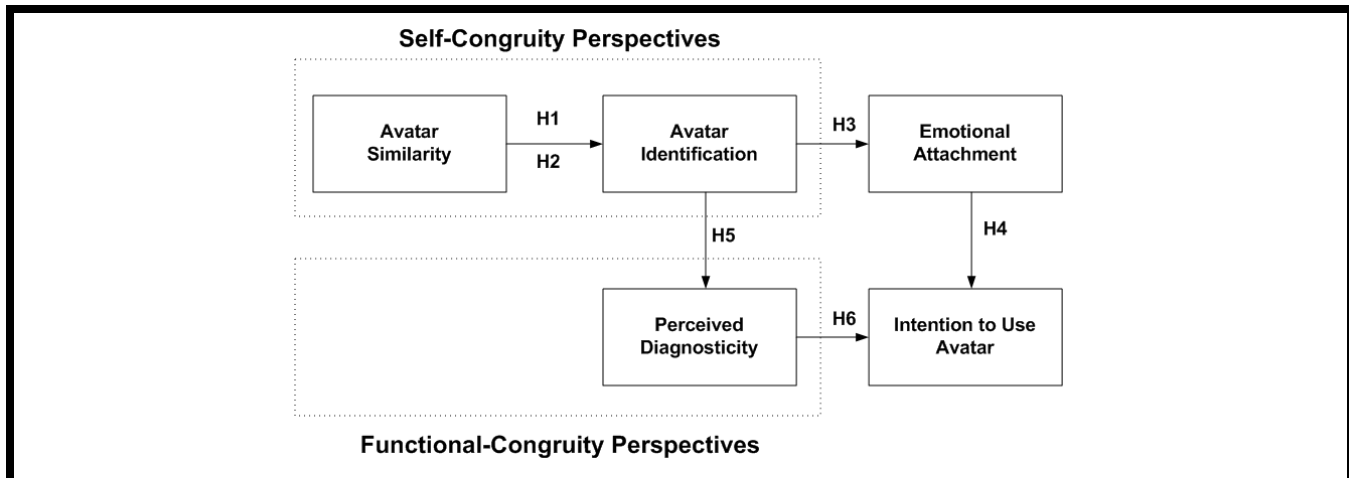 Self-Congruity Perspectives
Avatar
Similarity
H1
H2
Avatar
Identification
H3
Emotional
Attachment
H5
H4
Perceived
Diagnosticity
H6
Intention to Use
Avatar
Functional-Congruity Perspectives